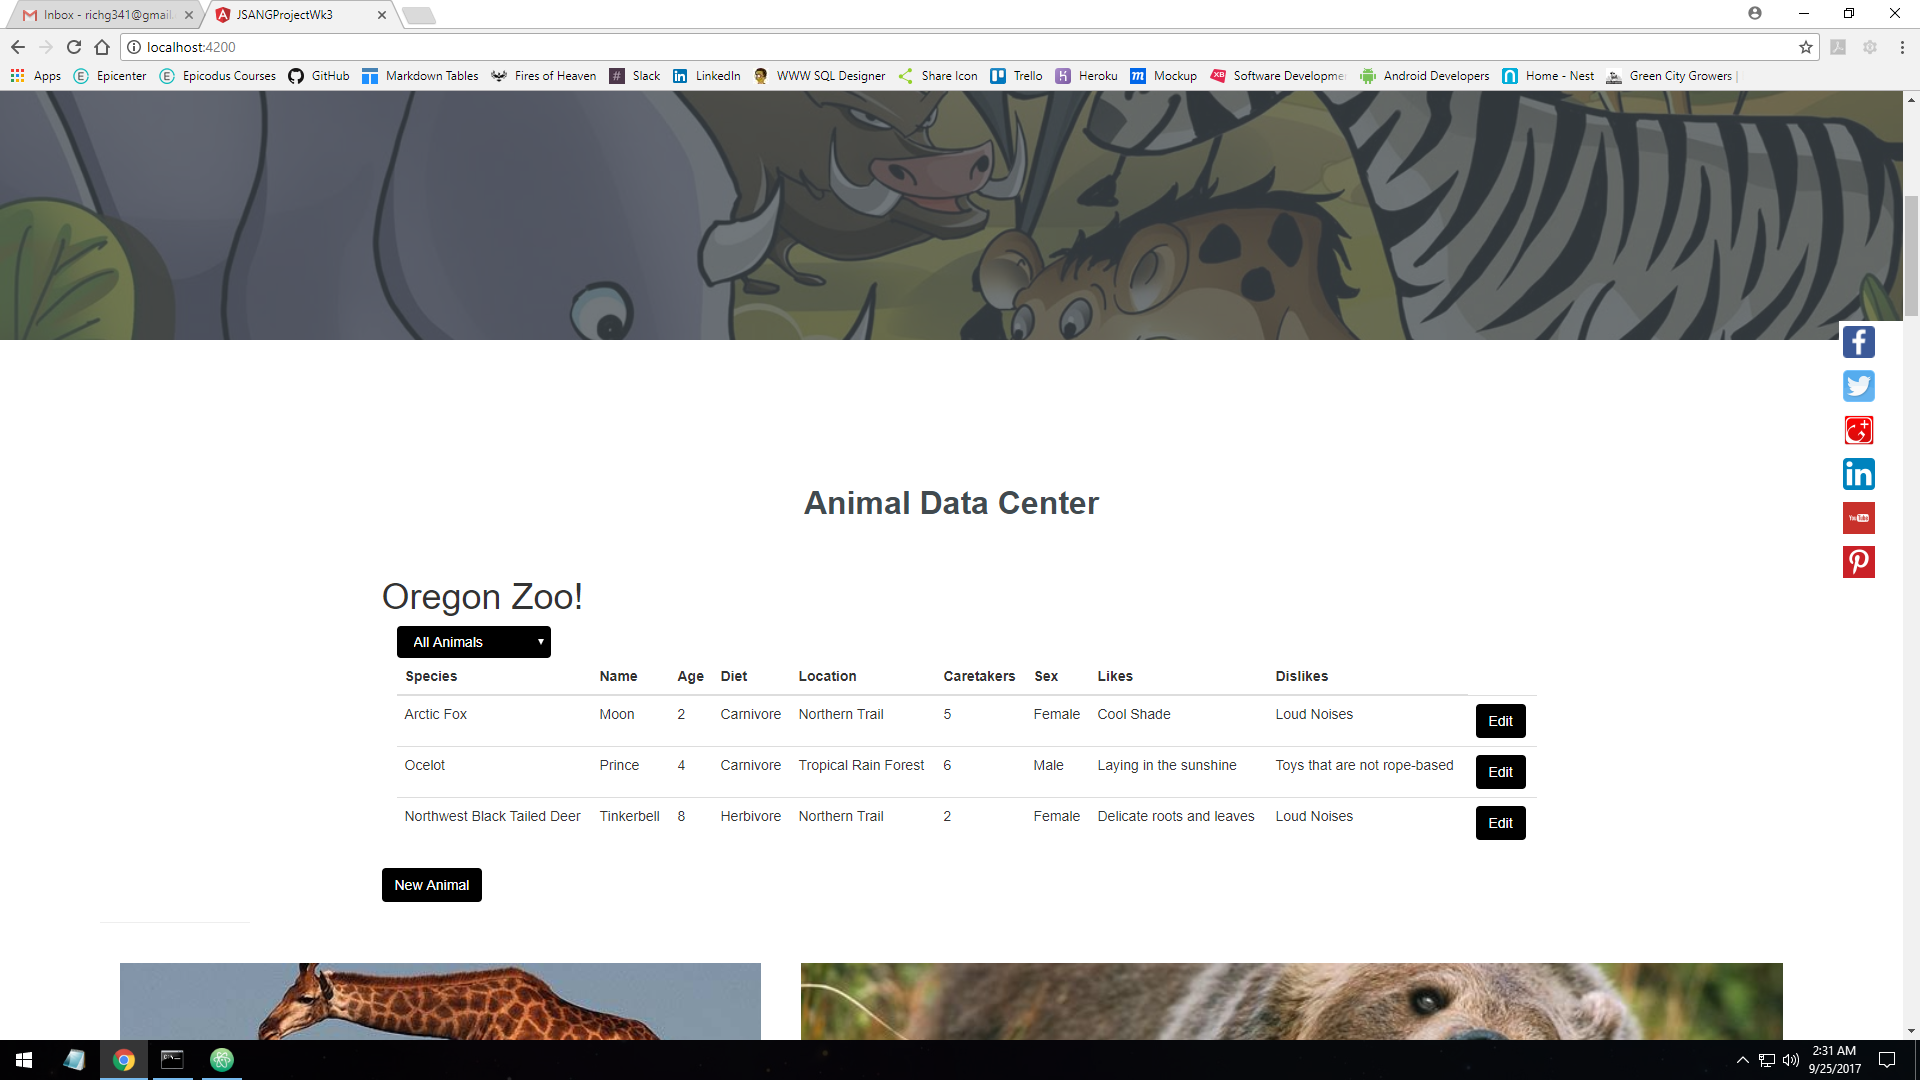 Inbox - richg341@gmail.
JSANGProjectWk3
localhost:4200
Apps Epicenter Epicodus Courses GitHub Markdown Tables Fires of Heaven Slack LinkedIn WWW SQL Designer Share Icon Trello Heroku Mockup Software Developme Android Developers Home - Nest Green City Growers |
Animal Data Center
Oregon Zoo!
All Animals
Species Name Age Diet Location Caretakers Sex Likes Dislikes
Arctic Fox Moon 2 Carnivore Northern Trail 5 Female Cool Shade Loud Noises Edit
Ocelot Prince 4 Carnivore Tropical Rain Forest 6 Male Laying in the sunshine Toys that are not rope-based Edit
Northwest Black Tailed Deer Tinkerbell 8 Herbivore Northern Trail 2 Female Delicate roots and leaves Loud Noises Edit
New Animal
2:31 AM
9/25/2017